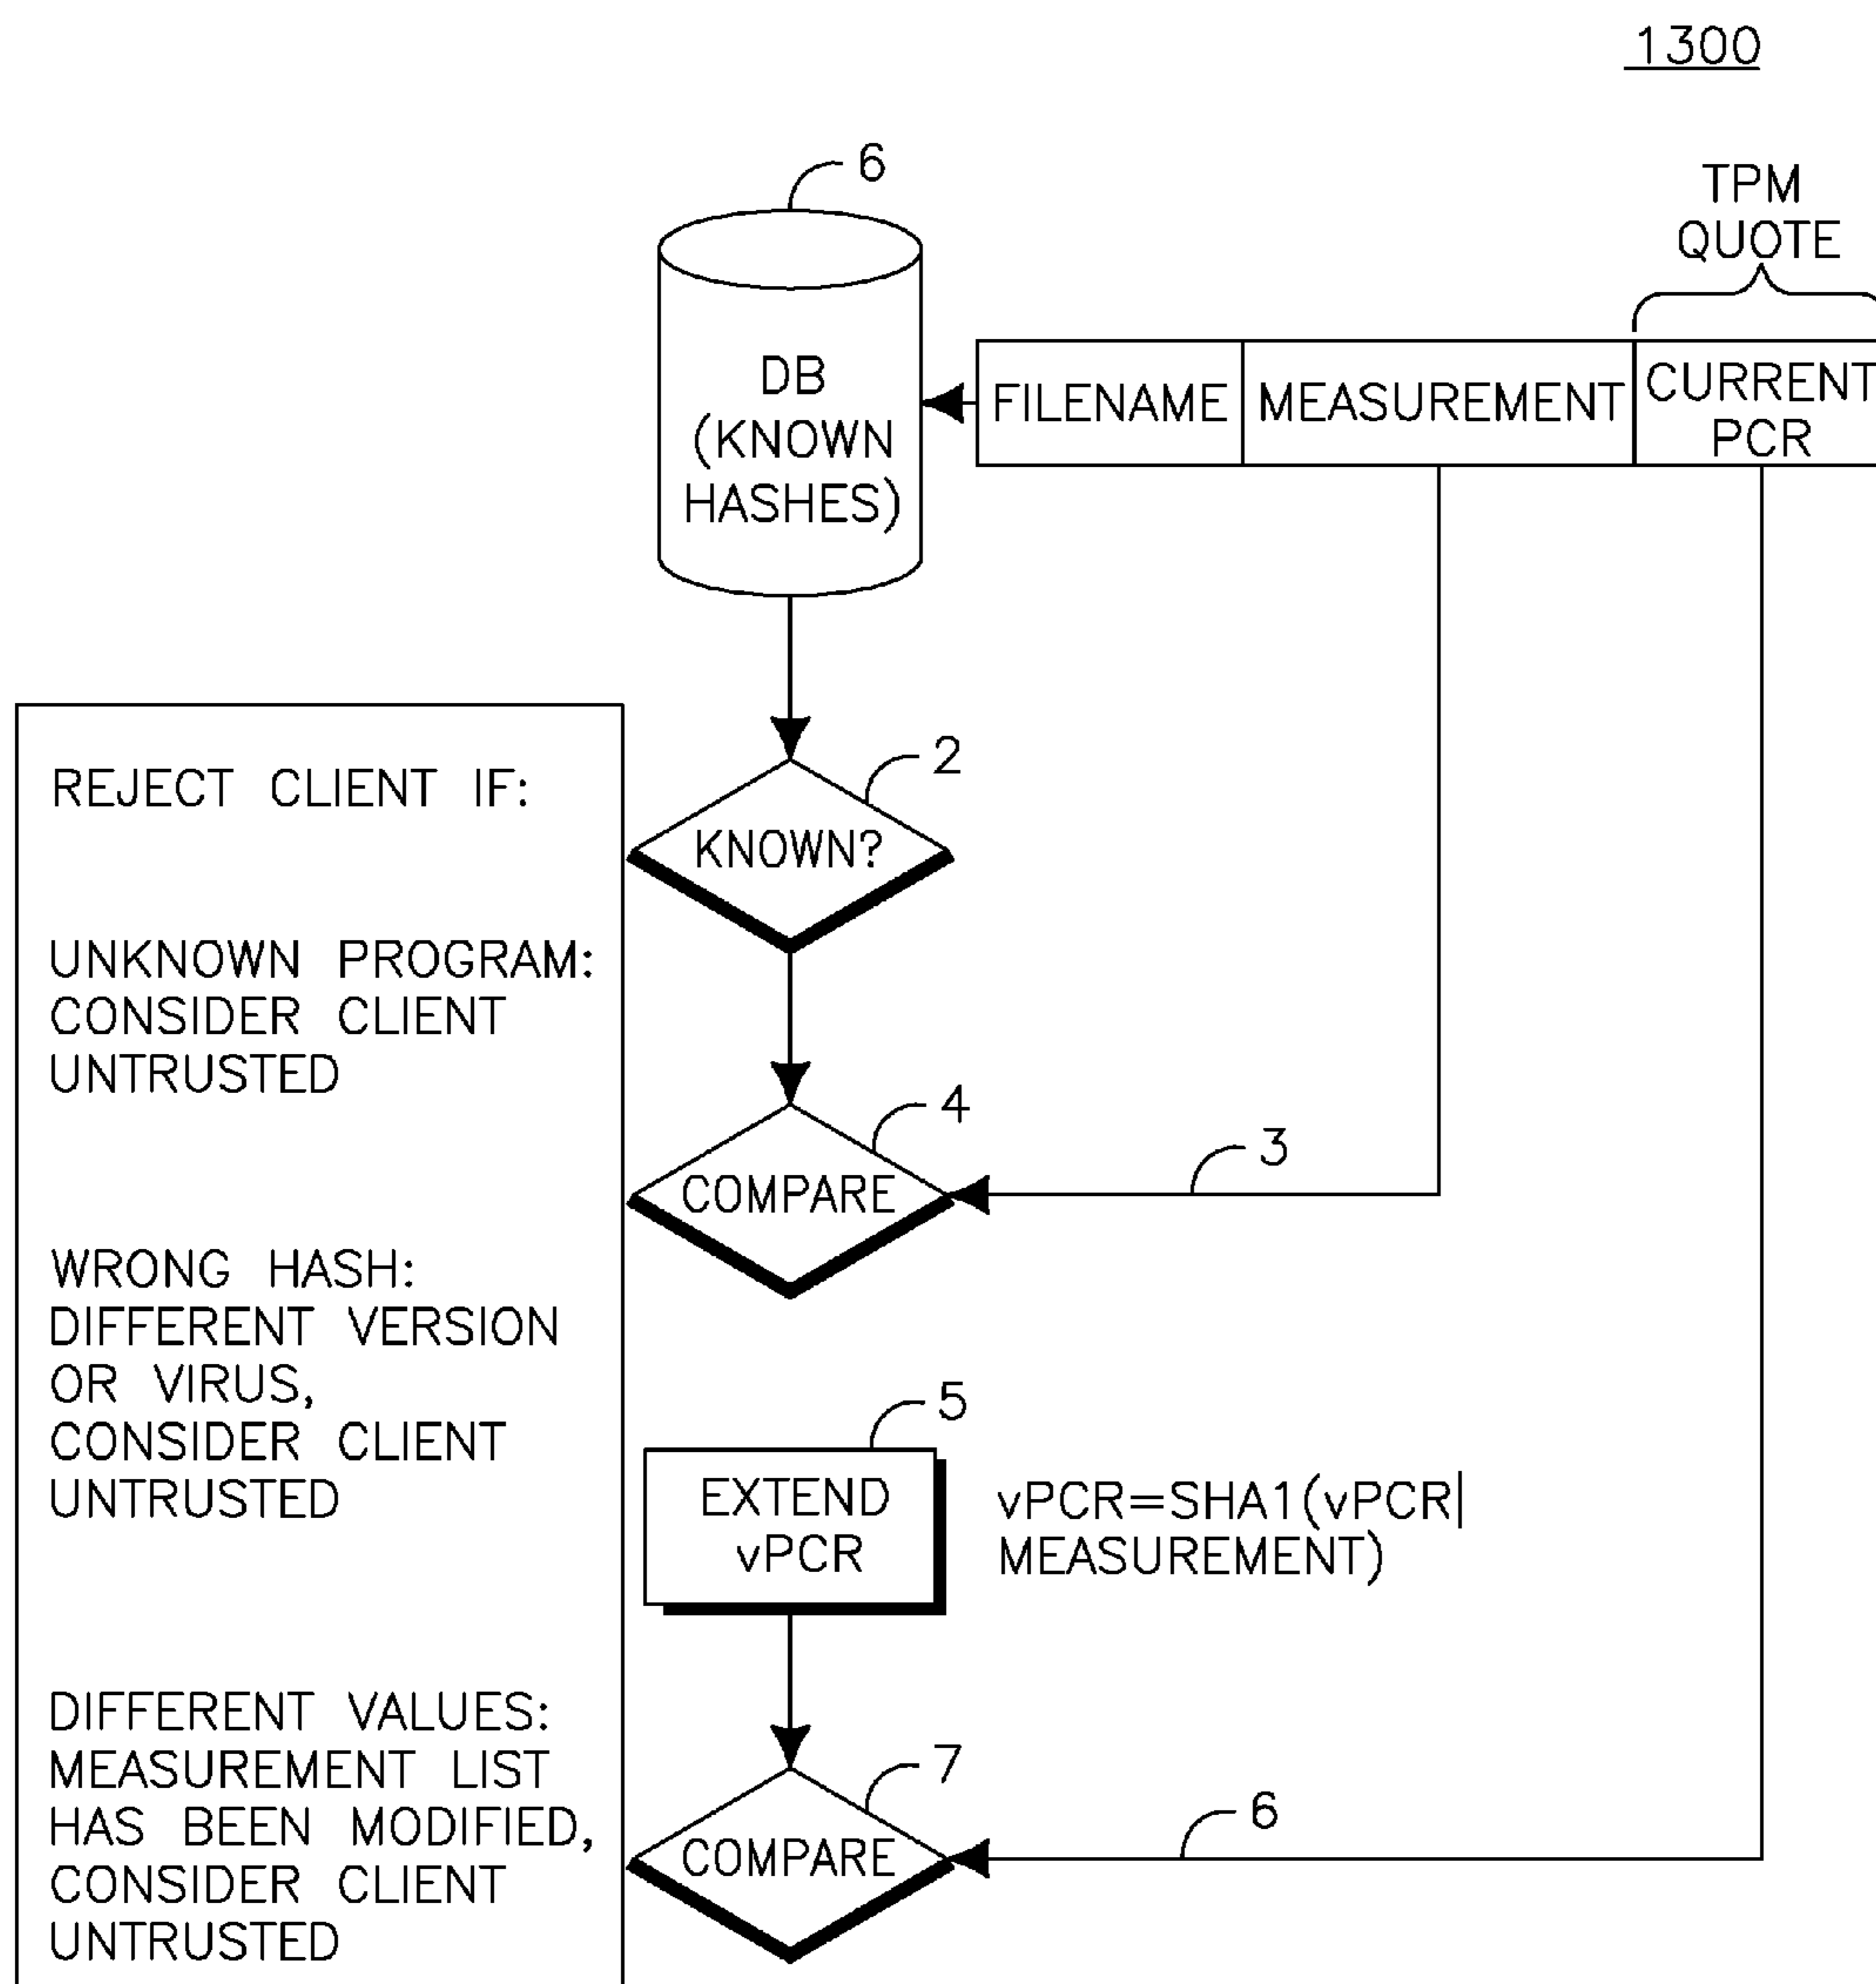 1300
6
TPM
QUOTE
DB
(KNOWN
HASHES)
FILENAME
MEASUREMENT
CURRENT
PCR
2
KNOWN?
4
COMPARE
3
5
EXTEND
vPCR
vPCR=SHA1(vPCR|
MEASUREMENT)
7
COMPARE
6
REJECT CLIENT IF:
UNKNOWN PROGRAM:
CONSIDER CLIENT
UNTRUSTED
WRONG HASH:
DIFFERENT VERSION
OR VIRUS,
CONSIDER CLIENT
UNTRUSTED
DIFFERENT VALUES:
MEASUREMENT LIST
HAS BEEN MODIFIED,
CONSIDER CLIENT
UNTRUSTED